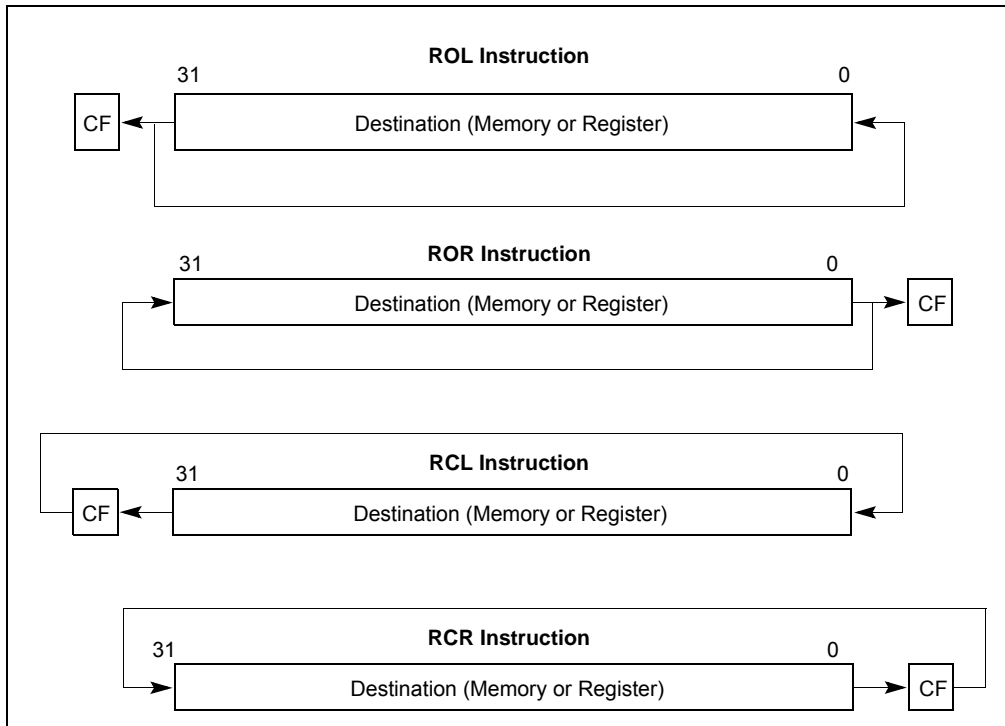 ROL Instruction
31 0
CF Destination (Memory or Register)
ROR Instruction
31 0
Destination (Memory or Register) CF
RCL Instruction
31 0
CF Destination (Memory or Register)
RCR Instruction
31 0
Destination (Memory or Register) CF